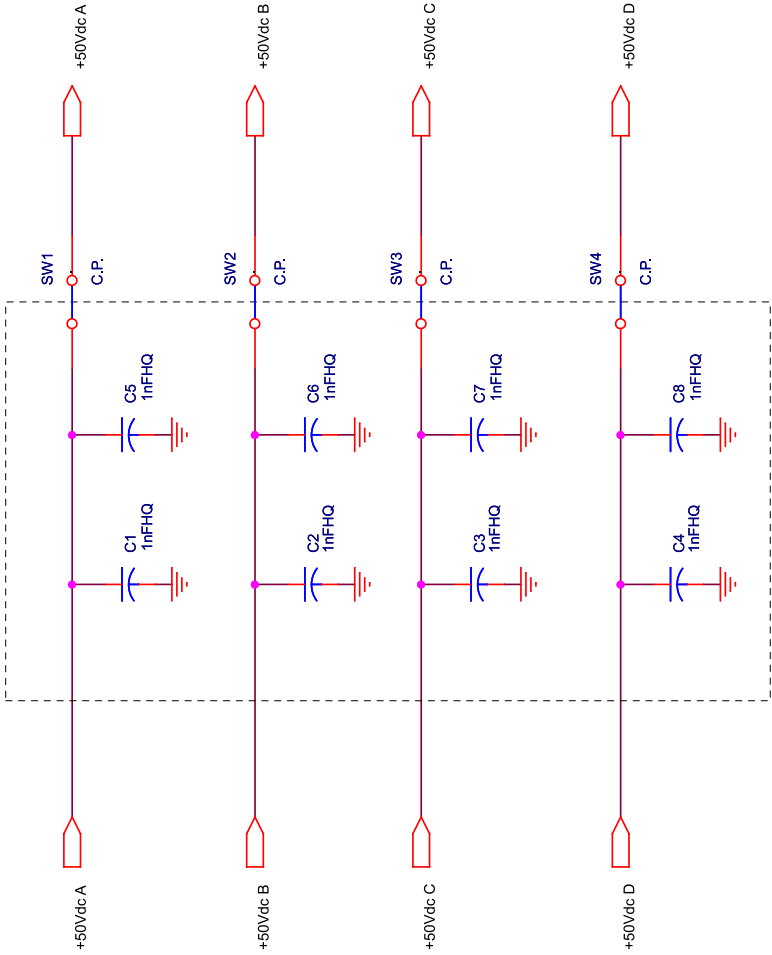 +50Vdc A
+50Vdc B
+50Vdc C
+50Vdc D
SW1
C.P.
SW2
C.P.
SW3
C.P.
SW4
C.P.
C5
1nFHQ
C6
1nFHQ
C7
1nFHQ
C8
1nFHQ
C1
1nFHQ
C2
1nFHQ
C3
1nFHQ
C4
1nFHQ
+50Vdc A
+50Vdc B
+50Vdc C
+50Vdc D